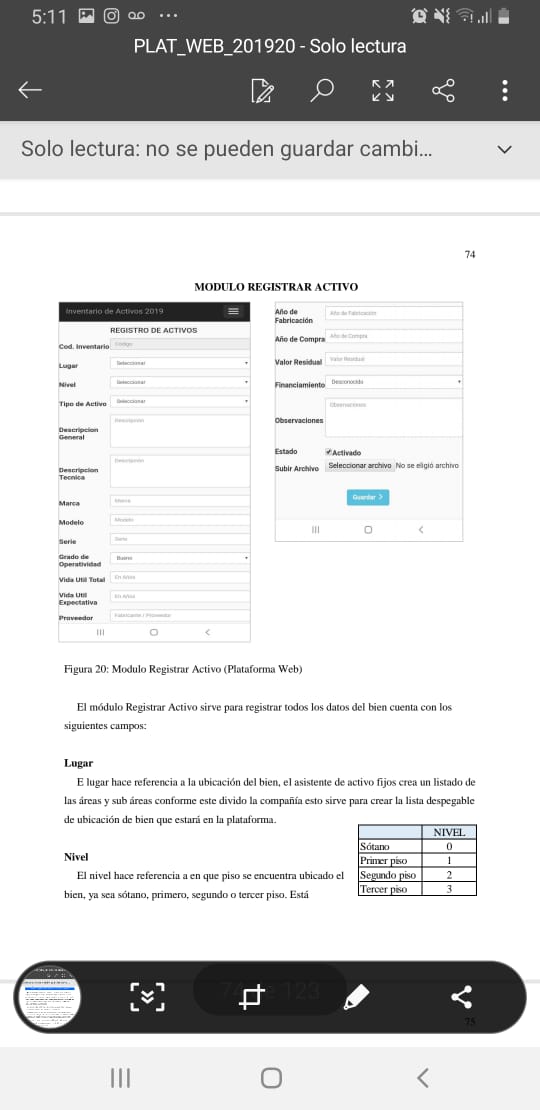 5:11
PLAT_WEB_201920 - Solo lectura
Solo lectura: no se pueden guardar cambi...
74
MODULO REGISTRAR ACTIVO
Inventario de Activos 2019
REGISTRO DE ACTIVOS
Cod. Inventario Código
Lugar Seleccionar
Nivel Seleccionar
Tipo de Activo Seleccionar
Descripcion General Descripción
Descripcion Tecnica Descripción
Marca Marca
Modelo Modelo
Serie Serie
Grado de Operatividad Bueno
Vida Util Total En Años
Vida Util Expectativa En Años
Proveedor Fabricante / Proveedor
Año de Fabricación Año de Fabricación
Año de Compra Año de Compra
Valor Residual Valor Residual
Financiamiento Desconocido
Observaciones Observaciones
Estado Activado
Subir Archivo Seleccionar archivo No se eligió archivo
Guardar
Figura 20: Modulo Registrar Activo (Plataforma Web)
El módulo Registrar Activo sirve para registrar todos los datos del bien cuenta con los
siguientes campos:
Lugar
E lugar hace referencia a la ubicación del bien, el asistente de activo fijos crea un listado de
las áreas y sub áreas conforme este divido la compañía esto sirve para crear la lista despegable
de ubicación de bien que estará en la plataforma.
Nivel
El nivel hace referencia a en que piso se encuentra ubicado el
bien, ya sea sótano, primero, segundo o tercer piso. Está
NIVEL
Sótano 0
Primer piso 1
Segundo piso 2
Tercer piso 3
74 de 123
75